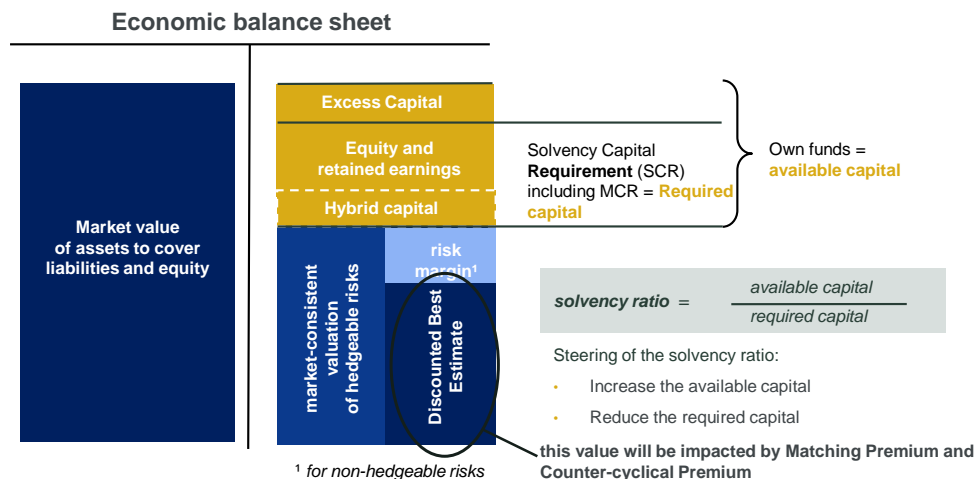 Economic balance sheet
Market value
of assets to cover
liabilities and equity
Excess Capital
Equity and
retained earnings
Hybrid capital
market-consistent
valuation
of hedgeable risks
risk
margin¹
Discounted Best
Estimate
¹ for non-hedgeable risks
Solvency Capital
Requirement (SCR)
including MCR = Required
capital
Own funds =
available capital
solvency ratio = available capital
required capital
Steering of the solvency ratio:
• Increase the available capital
• Reduce the required capital
this value will be impacted by Matching Premium and
Counter-cyclical Premium